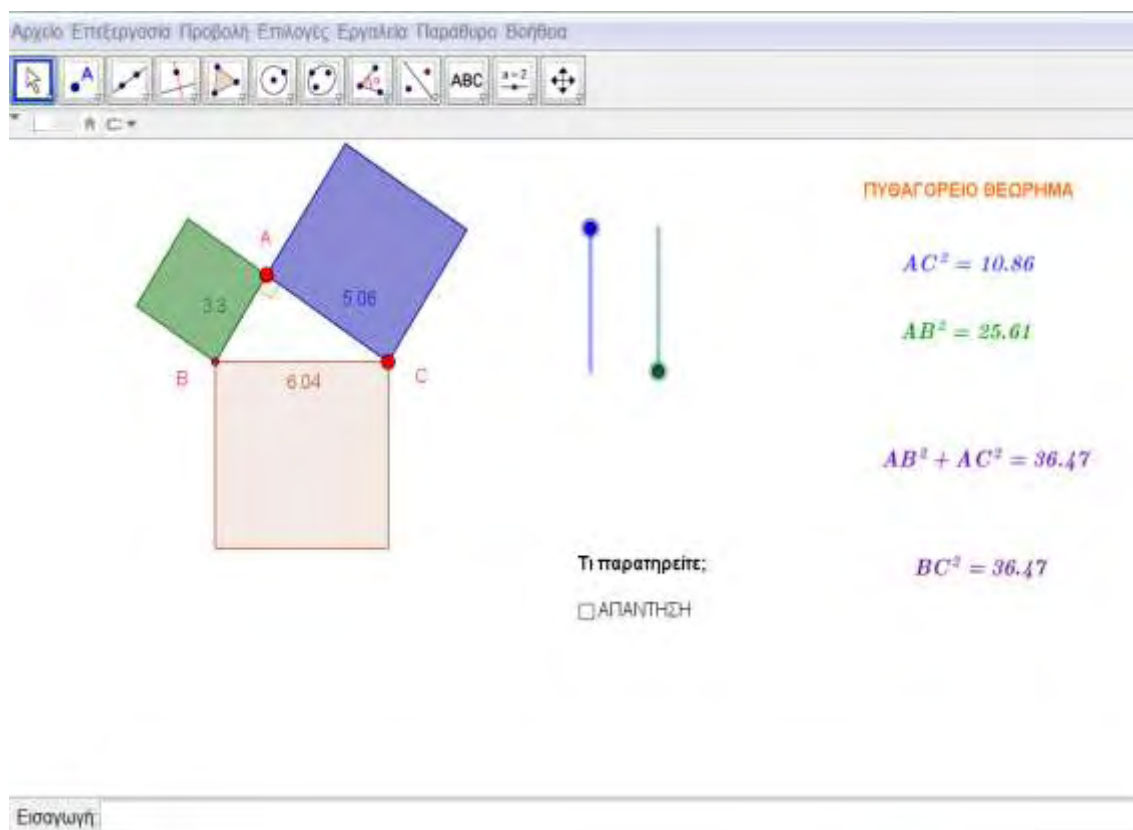 Αρχείο Επεξεργασία Προβολή Επιλογές Εργαλεία Παράθυρο Βοήθεια
A ABC a=2
ΠΥΘΑΓΟΡΕΙΟ ΘΕΩΡΗΜΑ
A
AC² = 10.86
3.3
5.06
AB² = 25.61
B
6.04
C
AB² + AC² = 36.47
Τι παρατηρείτε;
BC² = 36.47
ΑΠΑΝΤΗΣΗ
Εισαγωγή: